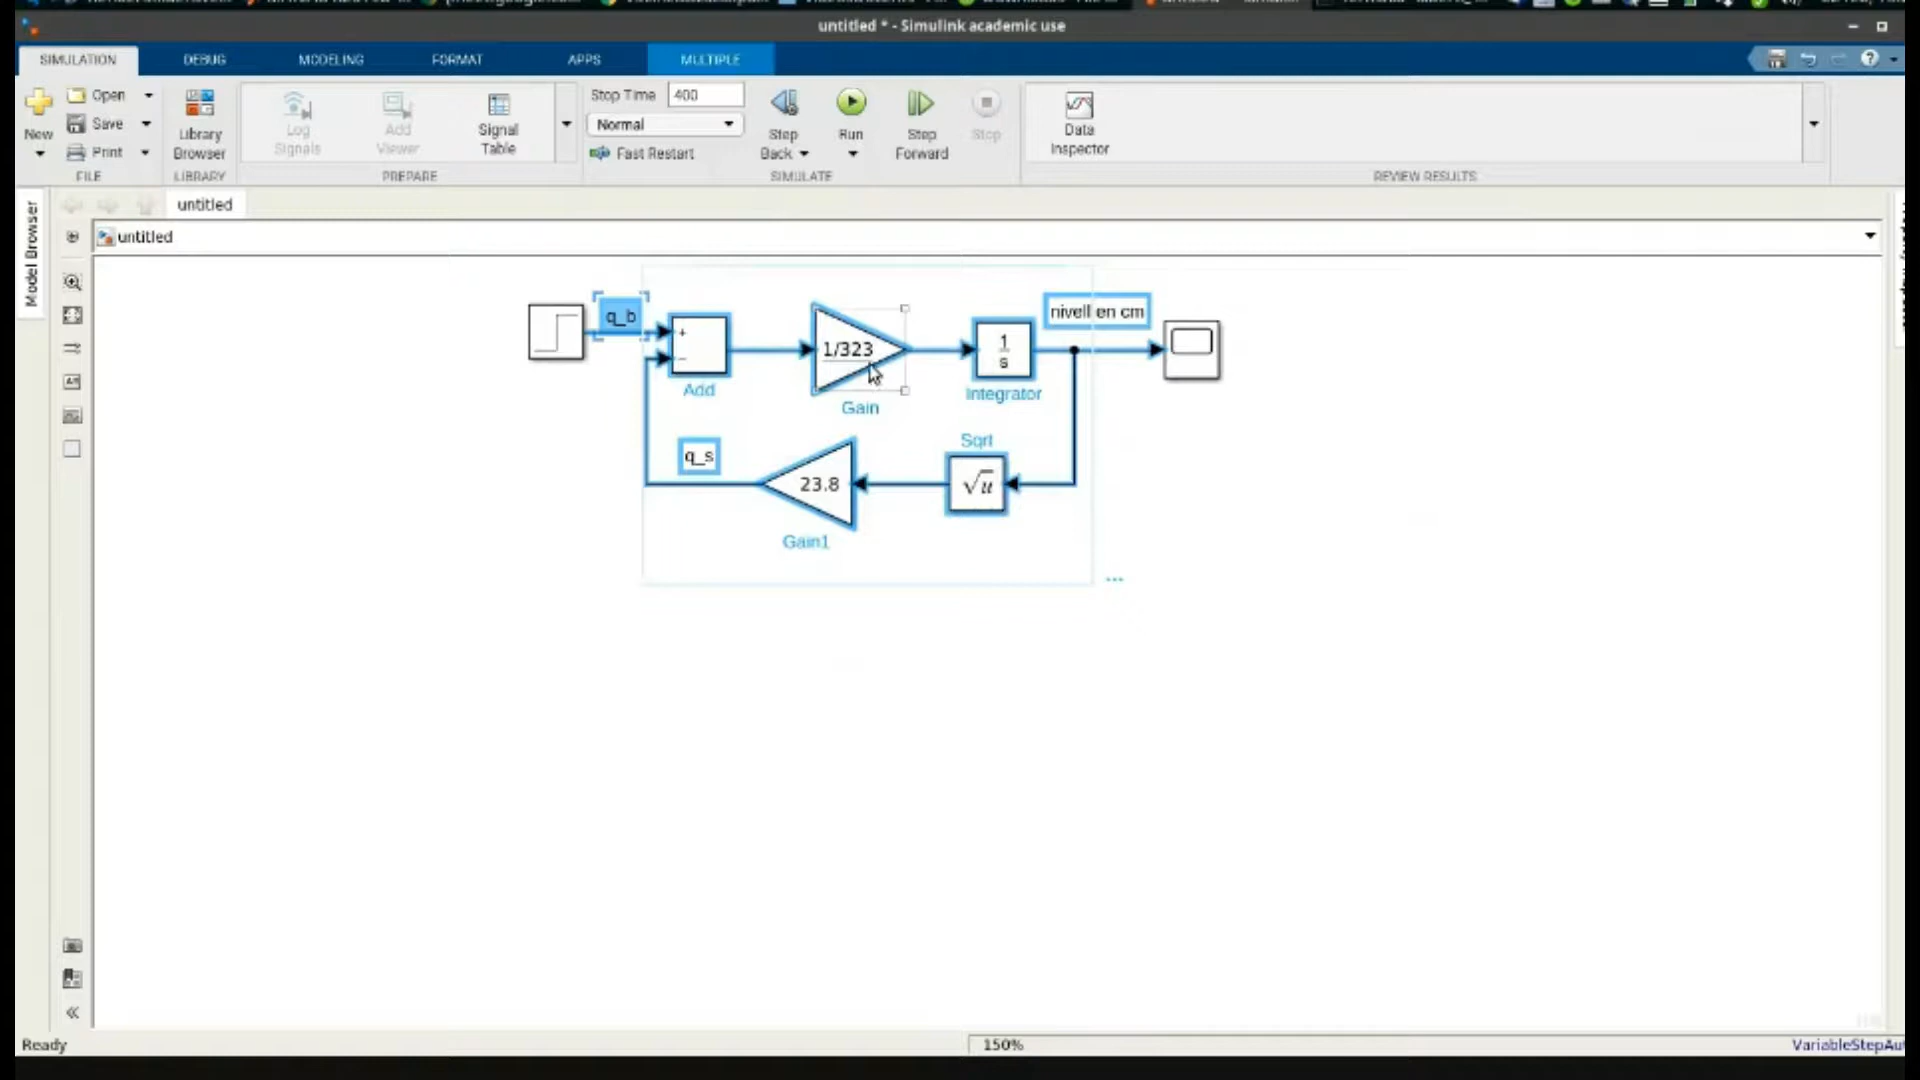 untitled * - Simulink academic use
SIMULATION DEBUG MODELING FORMAT APPS MULTIPLE
New
Open
Save
Print
FILE
Library
Browser
LIBRARY
Log
Signals
Add
Viewer
Signal
Table
PREPARE
Stop Time 400
Normal
Fast Restart
Step
Back
Run
Step
Forward
Stop
SIMULATE
Data
Inspector
REVIEW RESULTS
Model Browser
untitled
untitled
q_b
+
−
Add
1/323
Gain
1
s
Integrator
nivell en cm
q_s
23.8
Gain1
Sqrt
√u
...
Ready
150%
VariableStepAu